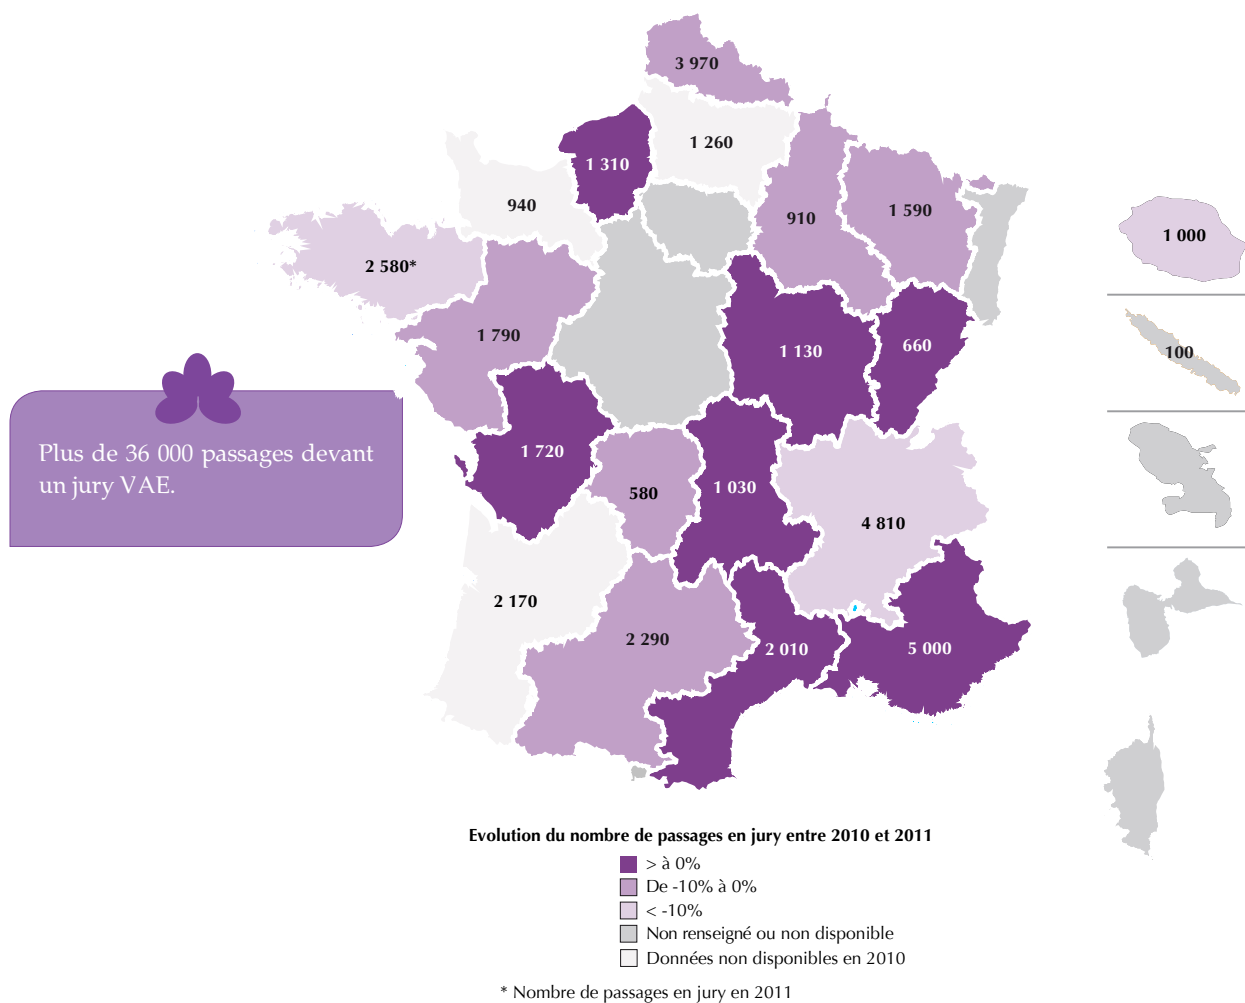 3 970
1 260
1 310
940
910
1 590
2 580*
1 000
1 790
1 130
660
100
Plus de 36 000 passages devant
un jury VAE.
1 720
580
1 030
4 810
2 170
2 290
2 010
5 000
Evolution du nombre de passages en jury entre 2010 et 2011
> à 0%
De -10% à 0%
< -10%
Non renseigné ou non disponible
Données non disponibles en 2010
* Nombre de passages en jury en 2011